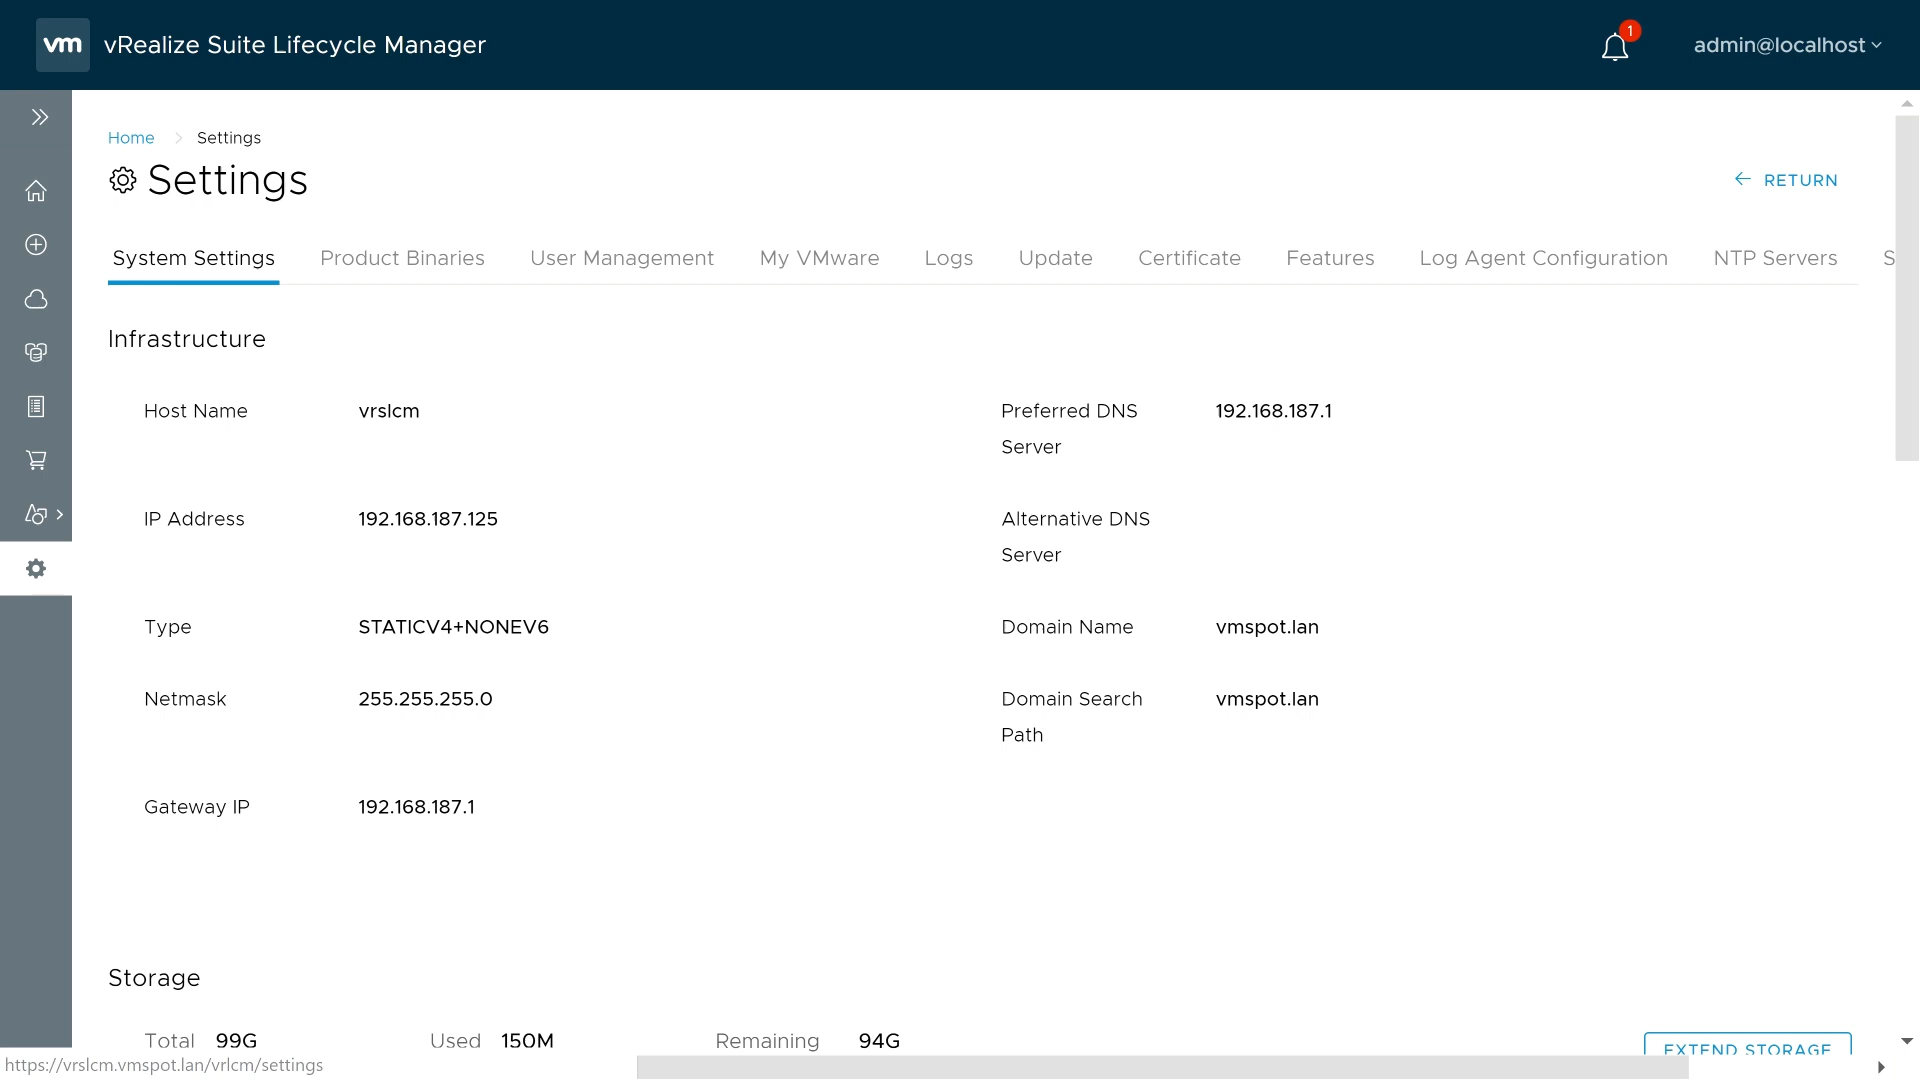 vm vRealize Suite Lifecycle Manager
1
admin@localhost
Home Settings
Settings
RETURN
System Settings Product Binaries User Management My VMware Logs Update Certificate Features Log Agent Configuration NTP Servers S
Infrastructure
Host Name vrslcm
Preferred DNS Server 192.168.187.1
IP Address 192.168.187.125
Alternative DNS Server
Type STATICV4+NONEV6
Domain Name vmspot.lan
Netmask 255.255.255.0
Domain Search Path vmspot.lan
Gateway IP 192.168.187.1
Storage
Total 99G Used 150M Remaining 94G
EXTEND STORAGE
https://vrslcm.vmspot.lan/vrlcm/settings